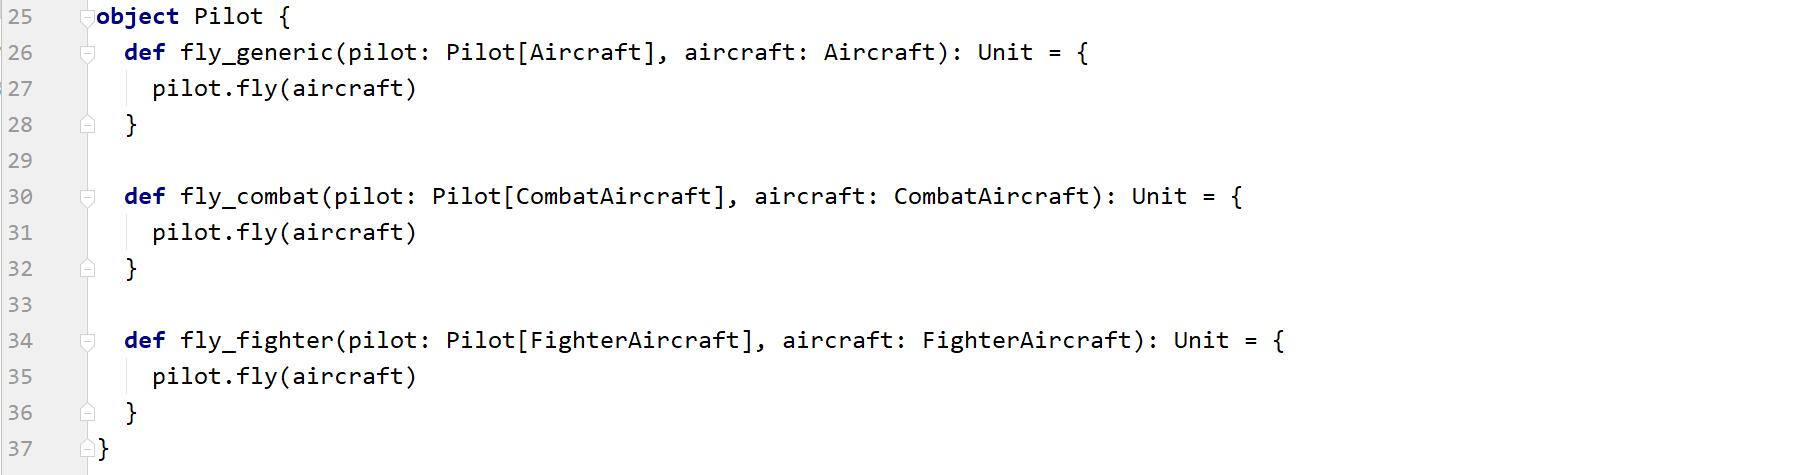 25 object Pilot {
26   def fly_generic(pilot: Pilot[Aircraft], aircraft: Aircraft): Unit = {
27     pilot.fly(aircraft)
28   }
29
30   def fly_combat(pilot: Pilot[CombatAircraft], aircraft: CombatAircraft): Unit = {
31     pilot.fly(aircraft)
32   }
33
34   def fly_fighter(pilot: Pilot[FighterAircraft], aircraft: FighterAircraft): Unit = {
35     pilot.fly(aircraft)
36   }
37 }